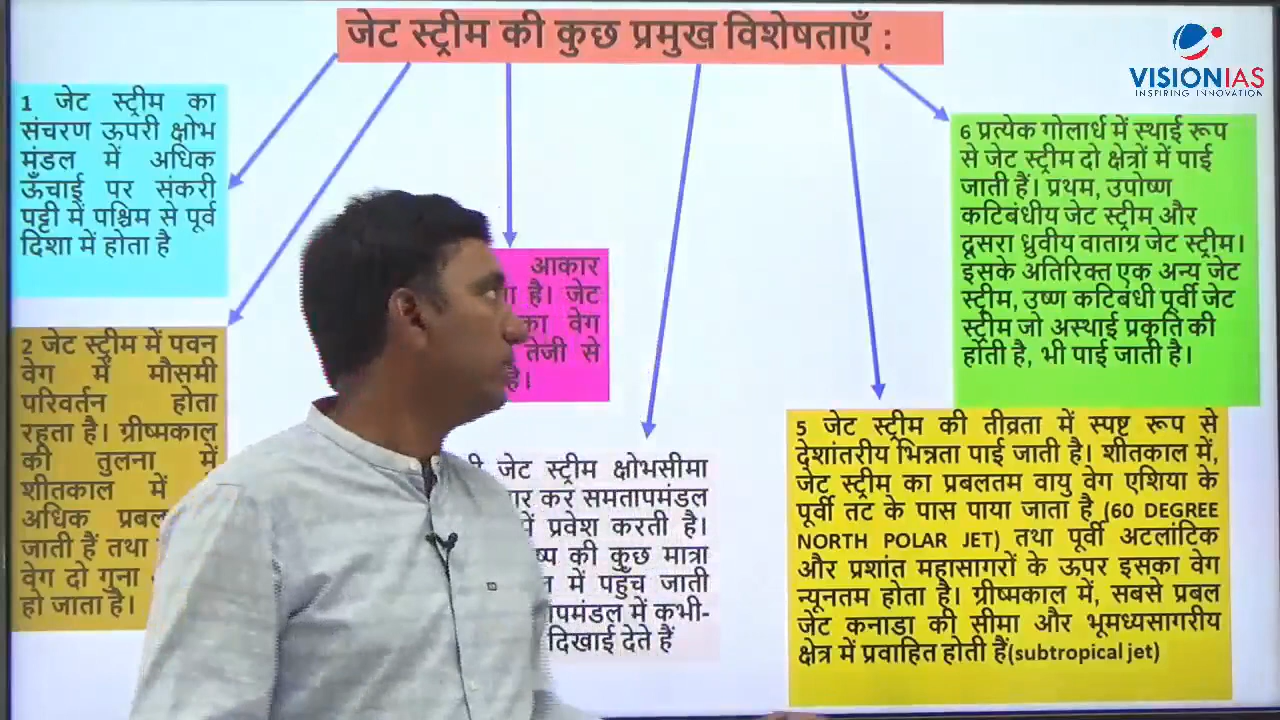 जेट स्ट्रीम की कुछ प्रमुख विशेषताएँ :
VISIONIAS
INSPIRING INNOVATION
1 जेट स्ट्रीम का
संचरण ऊपरी क्षोभ
मंडल में अधिक
ऊँचाई पर संकरी
पट्टी में पश्चिम से पूर्व
दिशा में होता है
2 जेट स्ट्रीम में पवन
वेग में मौसमी
परिवर्तन होता
रहता है। ग्रीष्मकाल
की तुलना में
शीतकाल में
अधिक प्रबल
जाती हैं तथा
वेग दो गुना
हो जाता है।
आकार
है। जेट
का वेग
तेजी से
है।
जेट स्ट्रीम क्षोभसीमा
कर समतापमंडल
में प्रवेश करती है।
की कुछ मात्रा
में पहुँच जाती
में कभी-
दिखाई देते हैं
5 जेट स्ट्रीम की तीव्रता में स्पष्ट रूप से
देशांतरीय भिन्नता पाई जाती है। शीतकाल में,
जेट स्ट्रीम का प्रबलतम वायु वेग एशिया के
पूर्वी तट के पास पाया जाता है (60 DEGREE
NORTH POLAR JET) तथा पूर्वी अटलांटिक
और प्रशांत महासागरों के ऊपर इसका वेग
न्यूनतम होता है। ग्रीष्मकाल में, सबसे प्रबल
जेट कनाडा की सीमा और भूमध्यसागरीय
क्षेत्र में प्रवाहित होती हैं(subtropical jet)
6 प्रत्येक गोलार्ध में स्थाई रूप
से जेट स्ट्रीम दो क्षेत्रों में पाई
जाती हैं। प्रथम, उपोष्ण
कटिबंधीय जेट स्ट्रीम और
दूसरा ध्रुवीय वाताग्र जेट स्ट्रीम।
इसके अतिरिक्त एक अन्य जेट
स्ट्रीम, उष्ण कटिबंधी पूर्वी जेट
स्ट्रीम जो अस्थाई प्रकृति की
होती है, भी पाई जाती है।